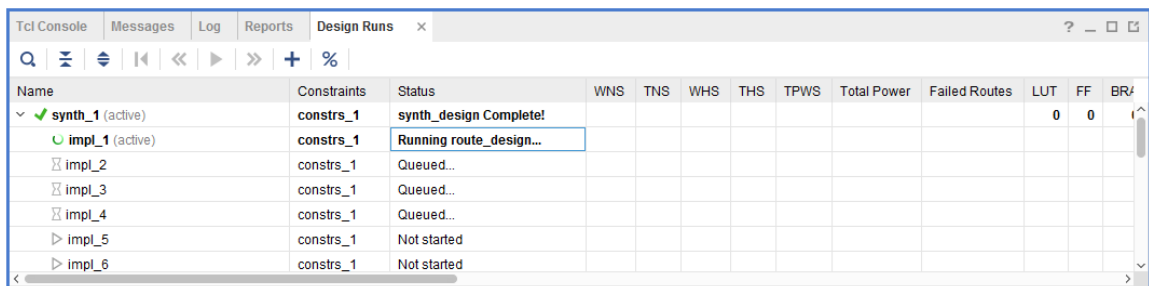 Tcl Console Messages Log Reports Design Runs × ?
%
Name Constraints Status WNS TNS WHS THS TPWS Total Power Failed Routes LUT FF
synth_1 (active) constrs_1 synth_design Complete! 0 0
impl_1 (active) constrs_1 Running route_design...
impl_2 constrs_1 Queued...
impl_3 constrs_1 Queued...
impl_4 constrs_1 Queued...
impl_5 constrs_1 Not started
impl_6 constrs_1 Not started